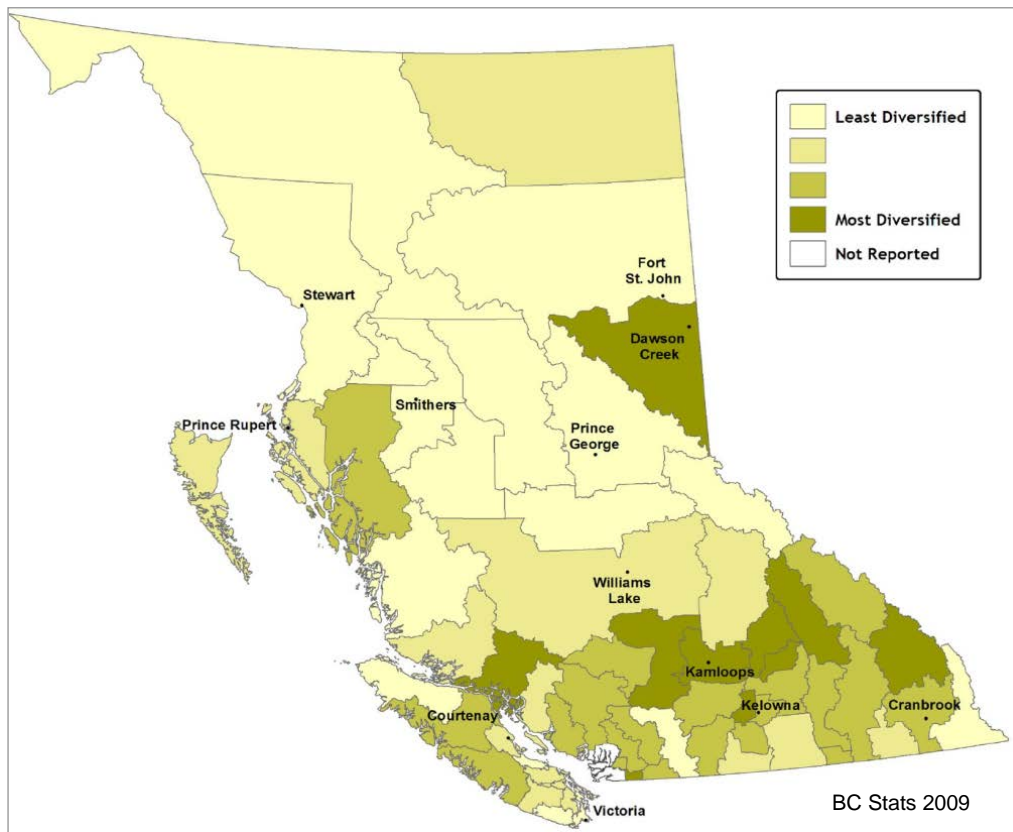 Least Diversified
Most Diversified
Not Reported
Fort
St. John
Stewart
Dawson
Creek
Smithers
Prince Rupert
Prince
George
Williams
Lake
Kamloops
Kelowna
Cranbrook
Courtenay
Victoria
BC Stats 2009